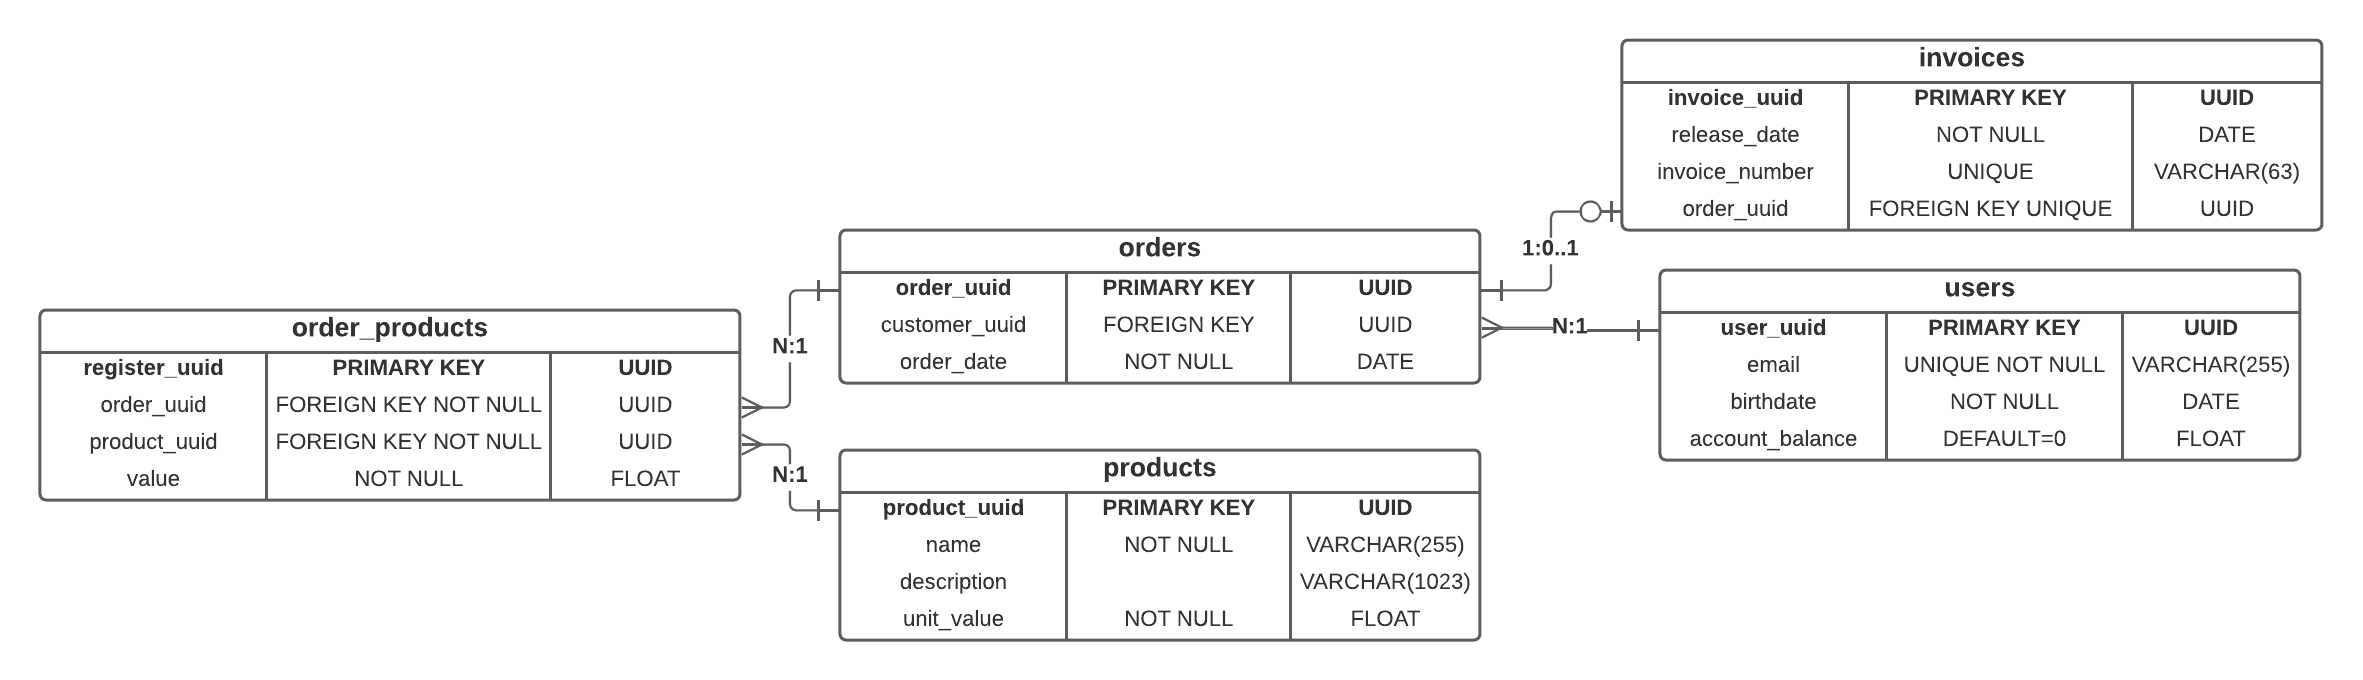 invoices
invoice_uuid PRIMARY KEY UUID
release_date NOT NULL DATE
invoice_number UNIQUE VARCHAR(63)
order_uuid FOREIGN KEY UNIQUE UUID
1:0..1
orders
order_uuid PRIMARY KEY UUID
customer_uuid FOREIGN KEY UUID
order_date NOT NULL DATE
N:1
users
user_uuid PRIMARY KEY UUID
email UNIQUE NOT NULL VARCHAR(255)
birthdate NOT NULL DATE
account_balance DEFAULT=0 FLOAT
order_products
register_uuid PRIMARY KEY UUID
order_uuid FOREIGN KEY NOT NULL UUID
product_uuid FOREIGN KEY NOT NULL UUID
value NOT NULL FLOAT
N:1
N:1
products
product_uuid PRIMARY KEY UUID
name NOT NULL VARCHAR(255)
description VARCHAR(1023)
unit_value NOT NULL FLOAT